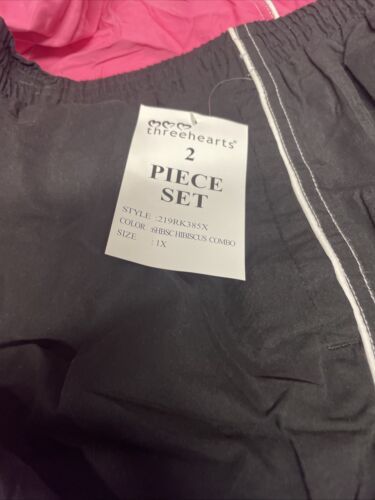 threehearts®
2
PIECE
SET
STYLE :219RK385X
COLOR :6HBSC HIBISCUS COMBO
SIZE : 1X